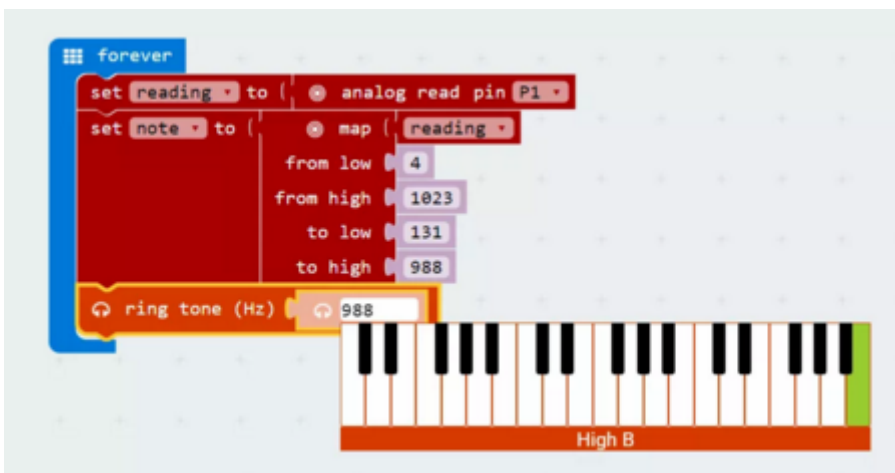 forever
set reading to ( analog read pin P1
set note to ( map ( reading
from low 4
from high 1023
to low 131
to high 988
ring tone (Hz) ( 988
High B